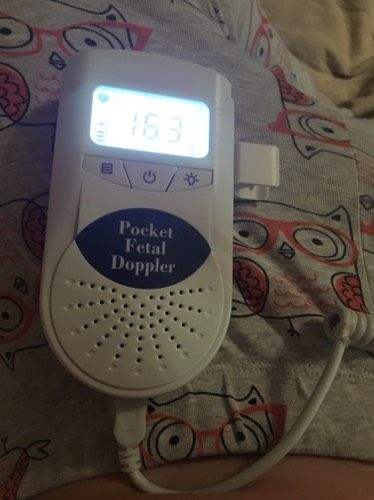 163
Pocket
Fetal
Doppler